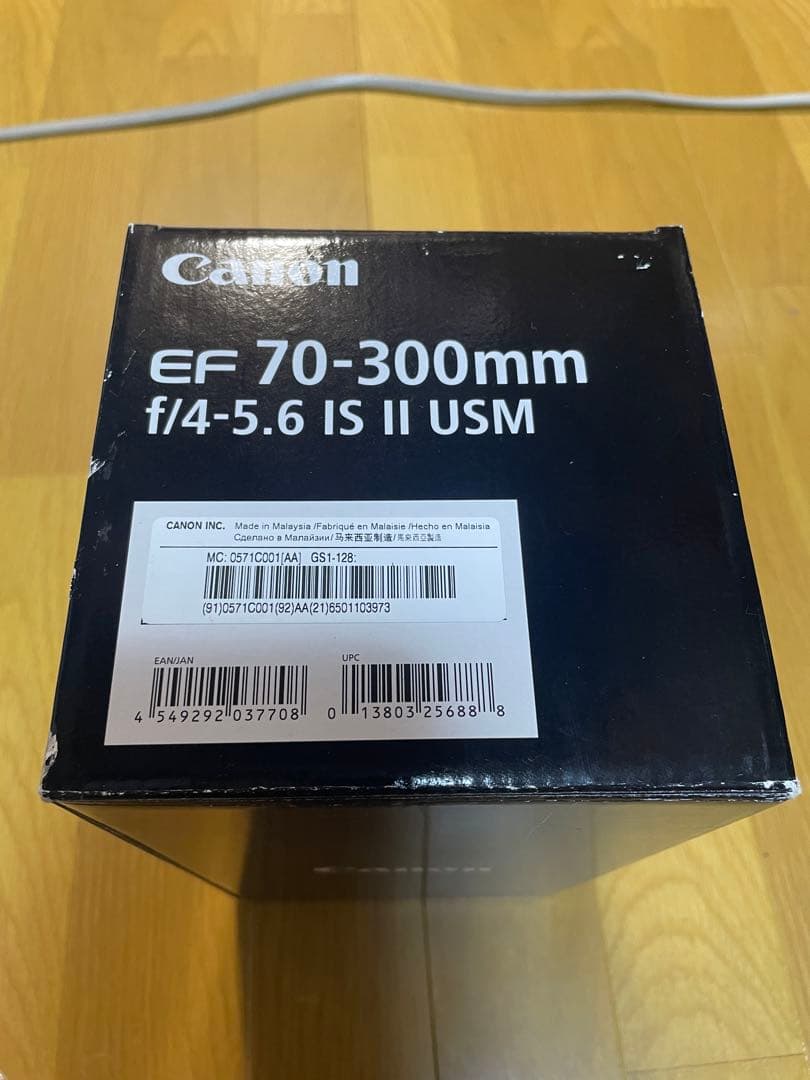 Canon
EF 70-300mm
f/4-5.6 IS II USM
CANON INC. Made in Malaysia /Fabriqué en Malaisie /Hecho en Malaisia
Сделано в Малайзии/马来西亚制造/馬來西亞製造
MC: 0571C001[AA] GS1-128:
(91)0571C001(92)AA(21)6501103973
EAN/JAN
UPC
4 549292 037708
0 13803 25688 8
Canon